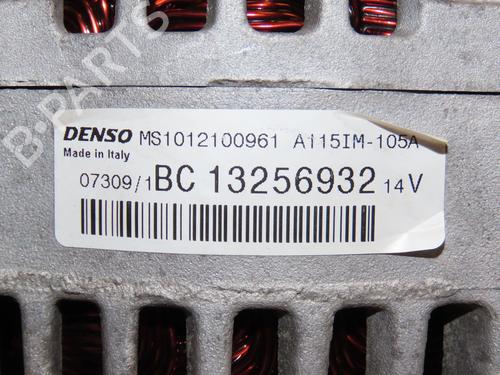 DENSO MS1012100961 A115IM-105A
Made in Italy
07309/1BC 13256932 14V
B-PARTS